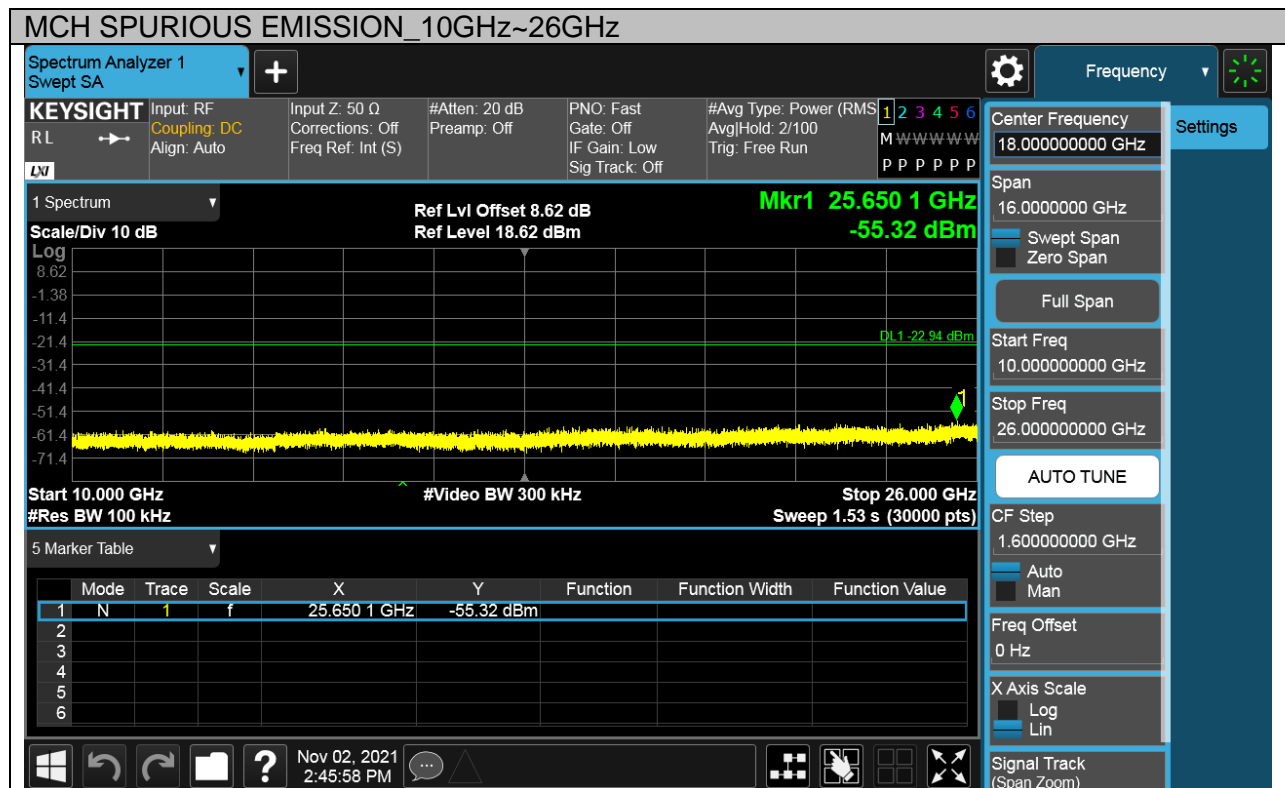 MCH SPURIOUS EMISSION_10GHz~26GHz
Spectrum Analyzer 1
Swept SA
+
Frequency
KEYSIGHT
RL
LXI
Input: RF
Coupling: DC
Align: Auto
Input Z: 50 Ω
Corrections: Off
Freq Ref: Int (S)
#Atten: 20 dB
Preamp: Off
PNO: Fast
Gate: Off
IF Gain: Low
Sig Track: Off
#Avg Type: Power (RMS
Avg|Hold: 2/100
Trig: Free Run
1 2 3 4 5 6
M W W W W W
P P P P P P
1 Spectrum
Scale/Div 10 dB
Ref Lvl Offset 8.62 dB
Ref Level 18.62 dBm
Mkr1 25.650 1 GHz
-55.32 dBm
Log
8.62
-1.38
-11.4
-21.4
-31.4
-41.4
-51.4
-61.4
-71.4
DL1 -22.94 dBm
1
Start 10.000 GHz
#Video BW 300 kHz
Stop 26.000 GHz
#Res BW 100 kHz
Sweep 1.53 s (30000 pts)
5 Marker Table
Mode Trace Scale X Y Function Function Width Function Value
1 N 1 f 25.650 1 GHz -55.32 dBm
2
3
4
5
6
Nov 02, 2021
2:45:58 PM
Center Frequency
18.000000000 GHz
Settings
Span
16.0000000 GHz
Swept Span
Zero Span
Full Span
Start Freq
10.000000000 GHz
Stop Freq
26.000000000 GHz
AUTO TUNE
CF Step
1.600000000 GHz
Auto
Man
Freq Offset
0 Hz
X Axis Scale
Log
Lin
Signal Track
(Span Zoom)